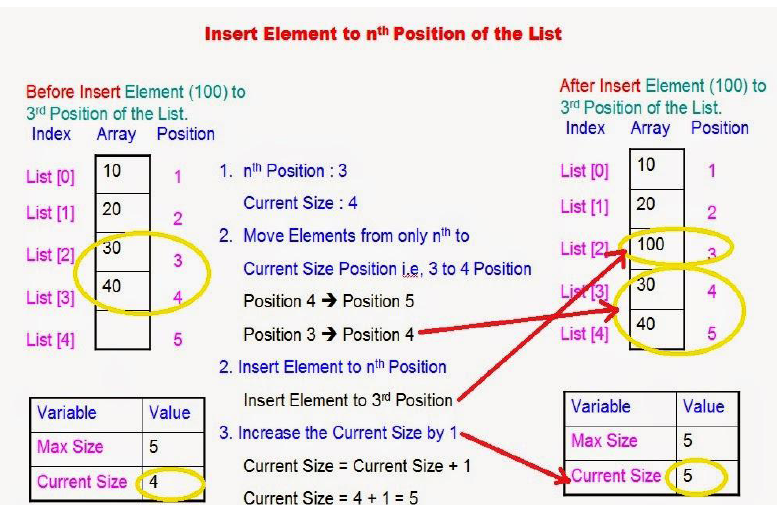 Insert Element to nth Position of the List
Before Insert Element (100) to
3rd Position of the List.
Index Array Position
List [0] 10 1
List [1] 20 2
List [2] 30 3
List [3] 40 4
List [4] 5
Variable Value
Max Size 5
Current Size 4
1. nth Position : 3
Current Size : 4
2. Move Elements from only nth to
Current Size Position i.e, 3 to 4 Position
Position 4 → Position 5
Position 3 → Position 4
2. Insert Element to nth Position
Insert Element to 3rd Position
3. Increase the Current Size by 1
Current Size = Current Size + 1
Current Size = 4 + 1 = 5
After Insert Element (100) to
3rd Position of the List.
Index Array Position
List [0] 10 1
List [1] 20 2
List [2] 100 3
List [3] 30 4
List [4] 40 5
Variable Value
Max Size 5
Current Size 5